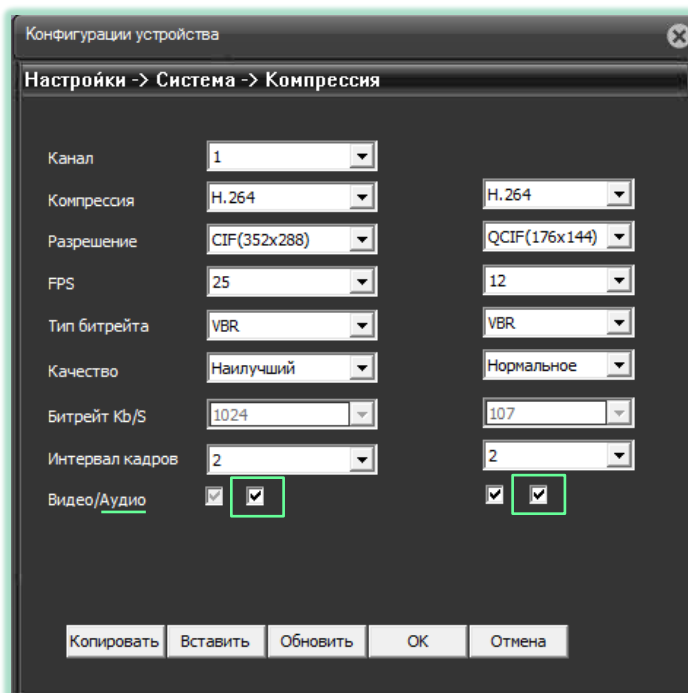 Конфигурации устройства
Настройки -> Система -> Компрессия
Канал 1
Компрессия H.264 H.264
Разрешение CIF(352x288) QCIF(176x144)
FPS 25 12
Тип битрейта VBR VBR
Качество Наилучший Нормальное
Битрейт Kb/S 1024 107
Интервал кадров 2 2
Видео/Аудио
Копировать Вставить Обновить OK Отмена